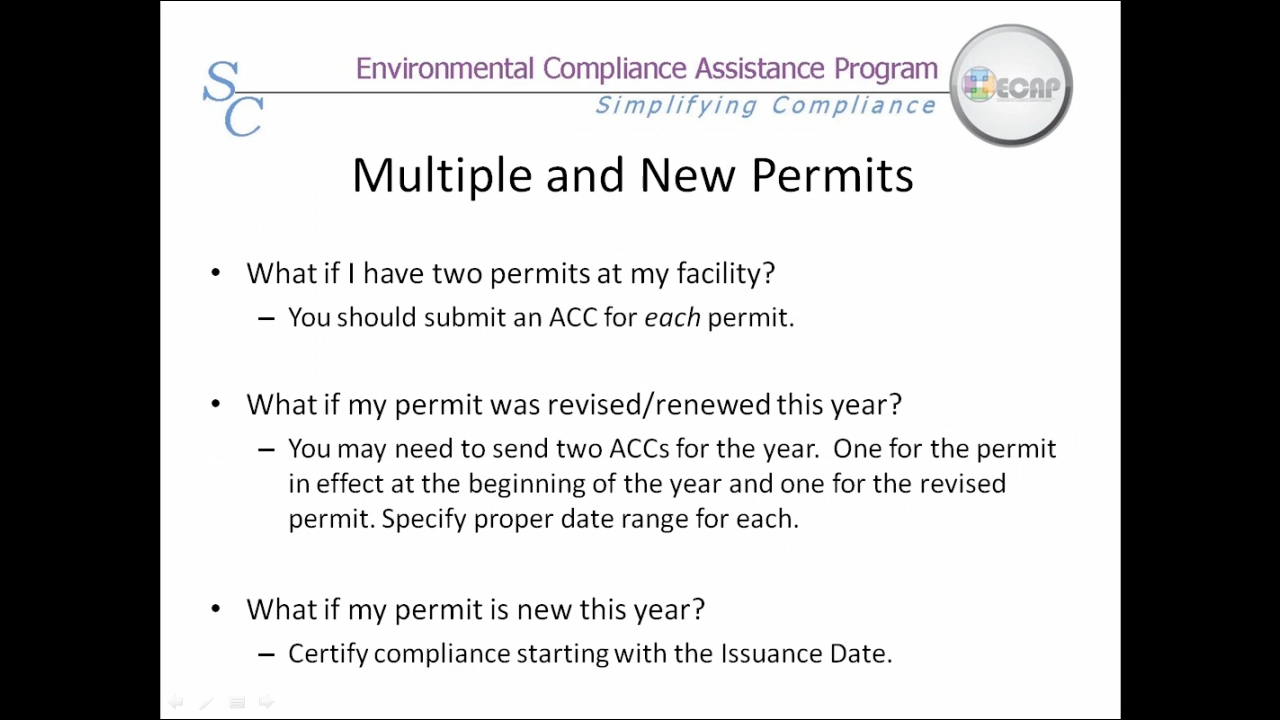 Environmental Compliance Assistance Program
S
C
Simplifying Compliance
ECAP
Multiple and New Permits
• What if I have two permits at my facility?
– You should submit an ACC for each permit.
• What if my permit was revised/renewed this year?
– You may need to send two ACCs for the year.  One for the permit
in effect at the beginning of the year and one for the revised
permit. Specify proper date range for each.
• What if my permit is new this year?
– Certify compliance starting with the Issuance Date.